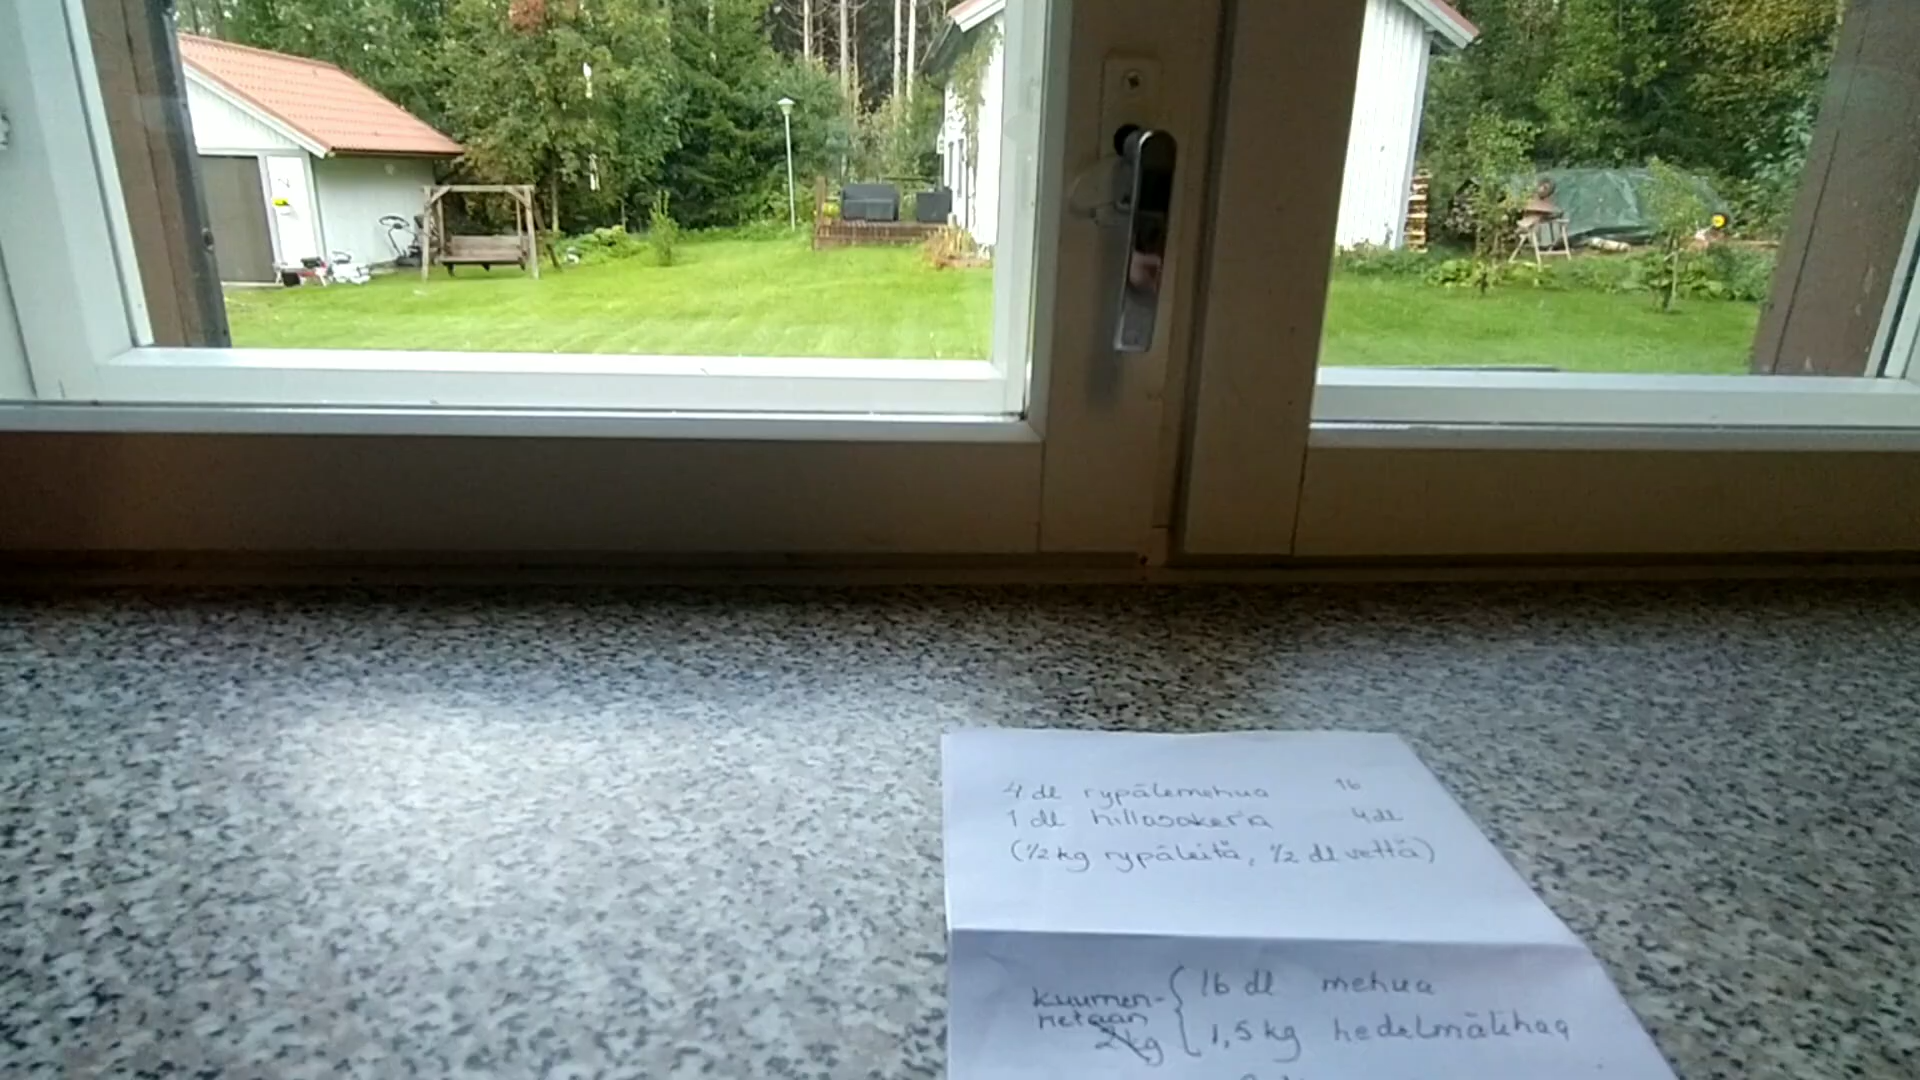 4 dl rypälemehua 16
1 dl hillosokeria 4 dl
(½ kg rypäleitä, ½ dl vettä)
kuumen- 16 dl mehua
netaan
2 kg 1,5 kg hedelmälihaa